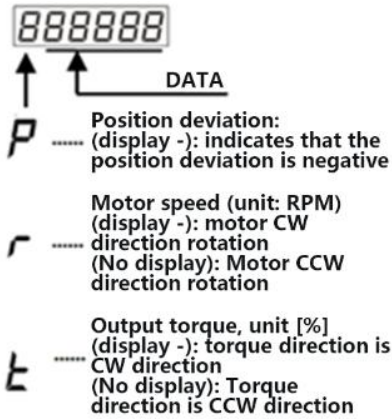 888888
DATA
P ...... Position deviation:
(display -): indicates that the
position deviation is negative
Motor speed (unit: RPM)
(display -): motor CW
r ...... direction rotation
(No display): Motor CCW
direction rotation
Output torque, unit [%]
(display -): torque direction is
t ...... CW direction
(No display): Torque
direction is CCW direction